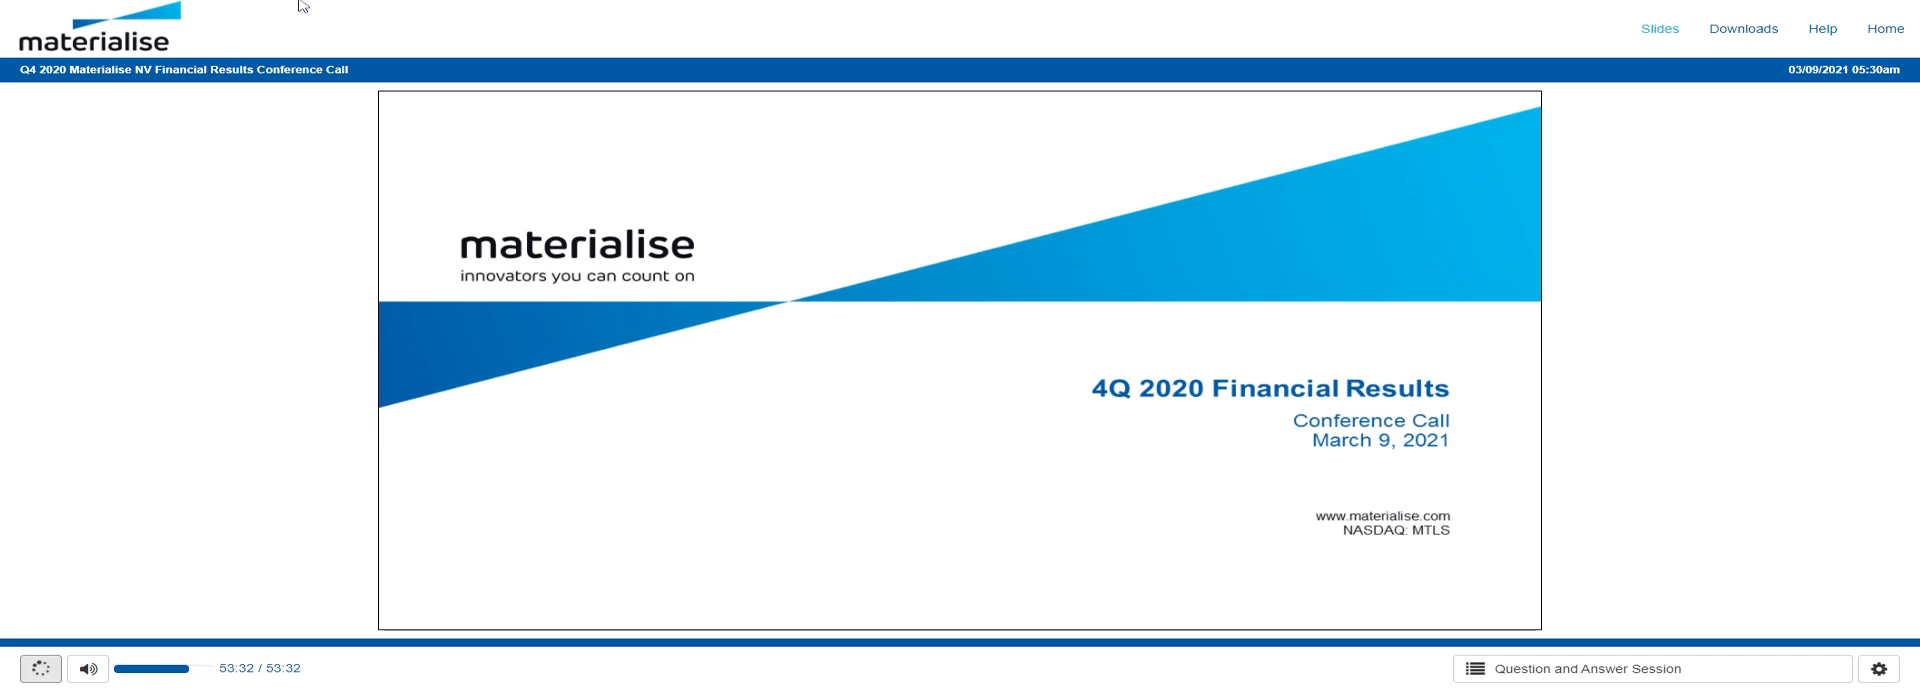 materialise
Slides
Downloads
Help
Home
Q4 2020 Materialise NV Financial Results Conference Call
03/09/2021 05:30am
materialise
innovators you can count on
4Q 2020 Financial Results
Conference Call
March 9, 2021
www.materialise.com
NASDAQ: MTLS
53:32 / 53:32
Question and Answer Session